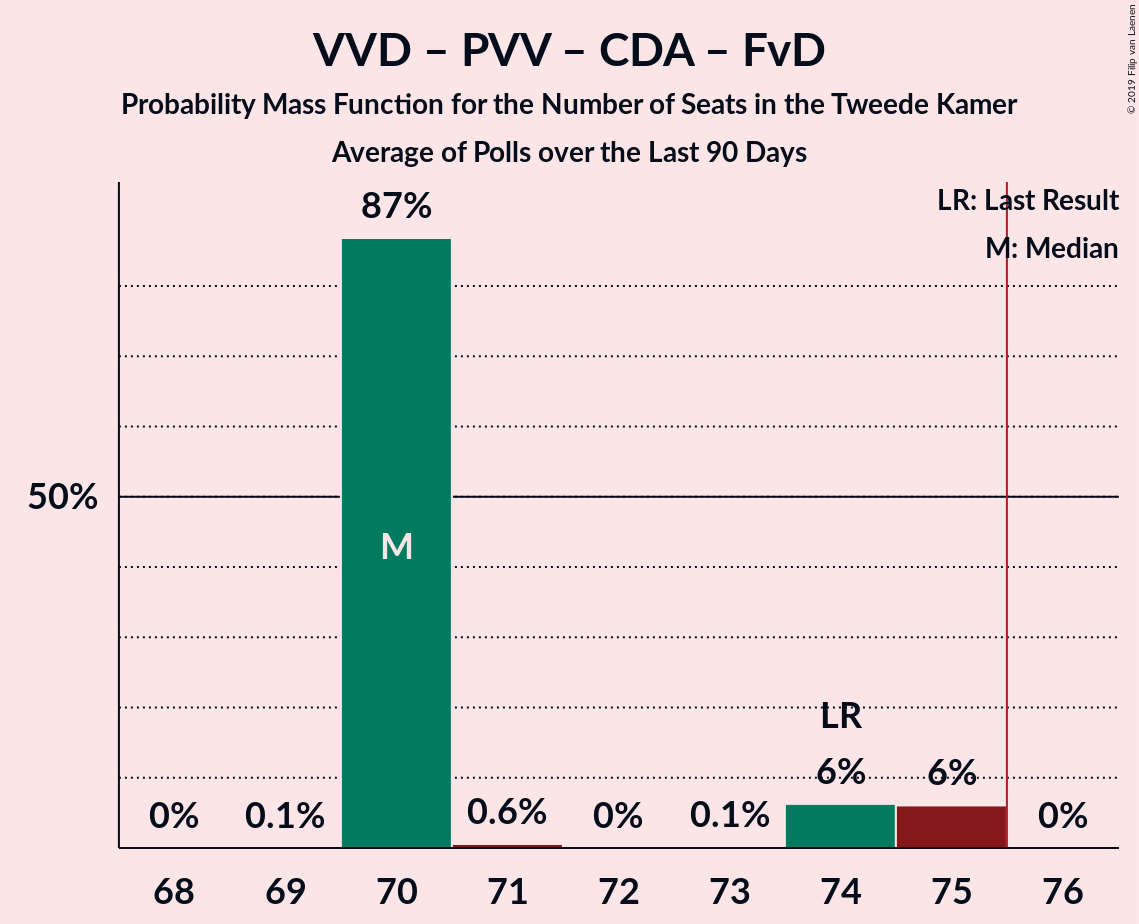 VVD – PVV – CDA – FvD
Probability Mass Function for the Number of Seats in the Tweede Kamer
Average of Polls over the Last 90 Days
© 2019 Filip van Laenen
LR: Last Result
M: Median
87%
50%
M
LR
0% 0.1% 0.6% 0% 0.1% 6% 6% 0%
68 69 70 71 72 73 74 75 76